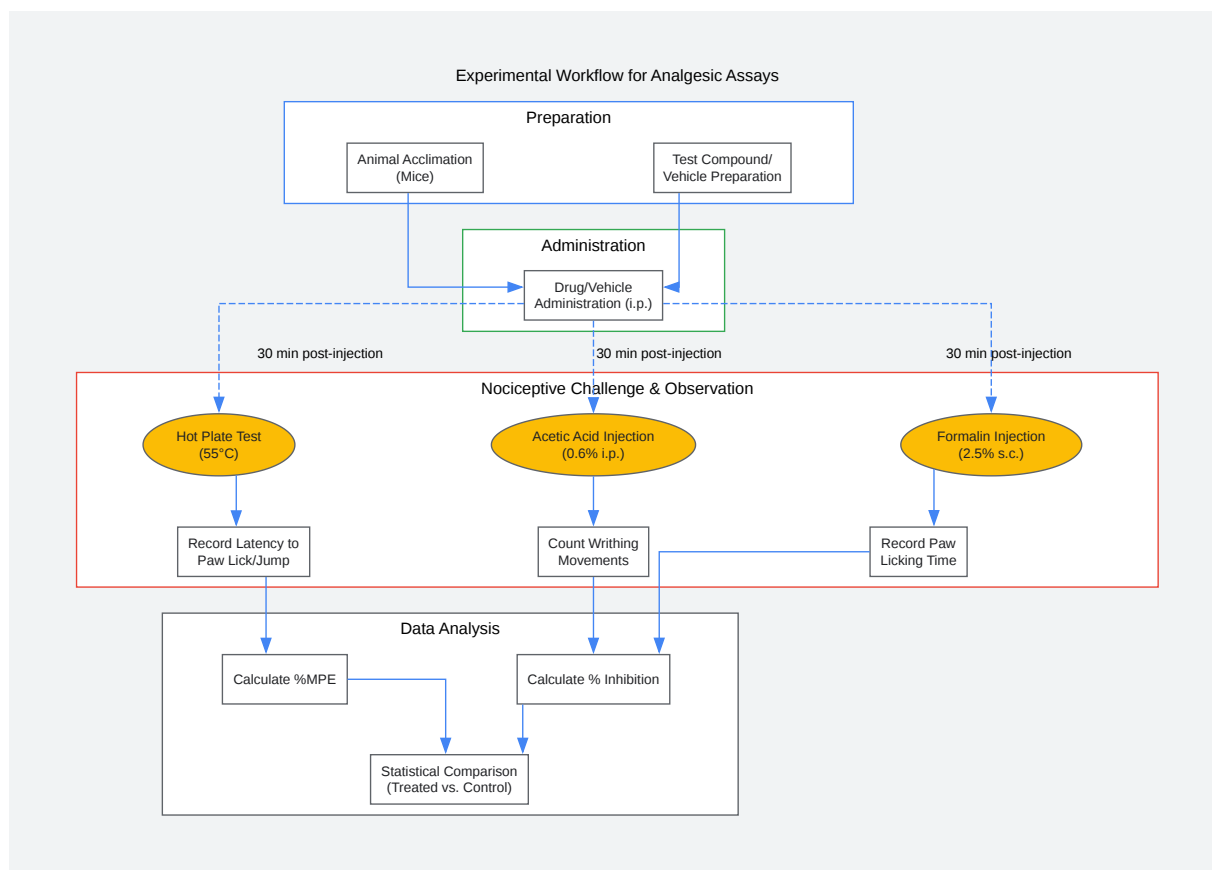 Experimental Workflow for Analgesic Assays
Preparation
Animal Acclimation
(Mice)
Test Compound/
Vehicle Preparation
Administration
Drug/Vehicle
Administration (i.p.)
30 min post-injection
30 min post-injection
30 min post-injection
Nociceptive Challenge & Observation
Hot Plate Test
(55°C)
Acetic Acid Injection
(0.6% i.p.)
Formalin Injection
(2.5% s.c.)
Record Latency to
Paw Lick/Jump
Count Writhing
Movements
Record Paw
Licking Time
Data Analysis
Calculate %MPE
Calculate % Inhibition
Statistical Comparison
(Treated vs. Control)